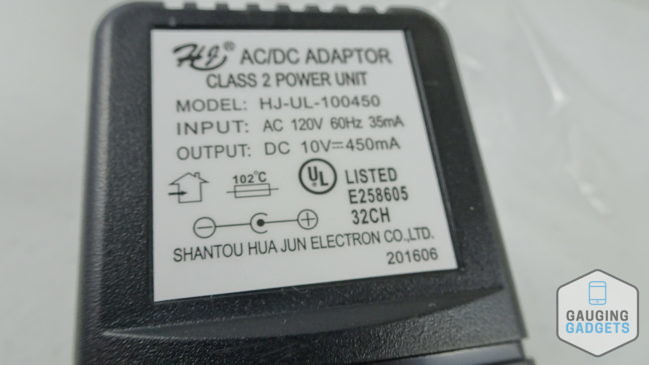 HJ® AC/DC ADAPTOR
CLASS 2 POWER UNIT
MODEL: HJ-UL-100450
INPUT: AC 120V 60Hz 35mA
OUTPUT: DC 10V⎓450mA
102°C
UL LISTED
E258605
32CH
SHANTOU HUA JUN ELECTRON CO.,LTD.
201606
GAUGING
GADGETS